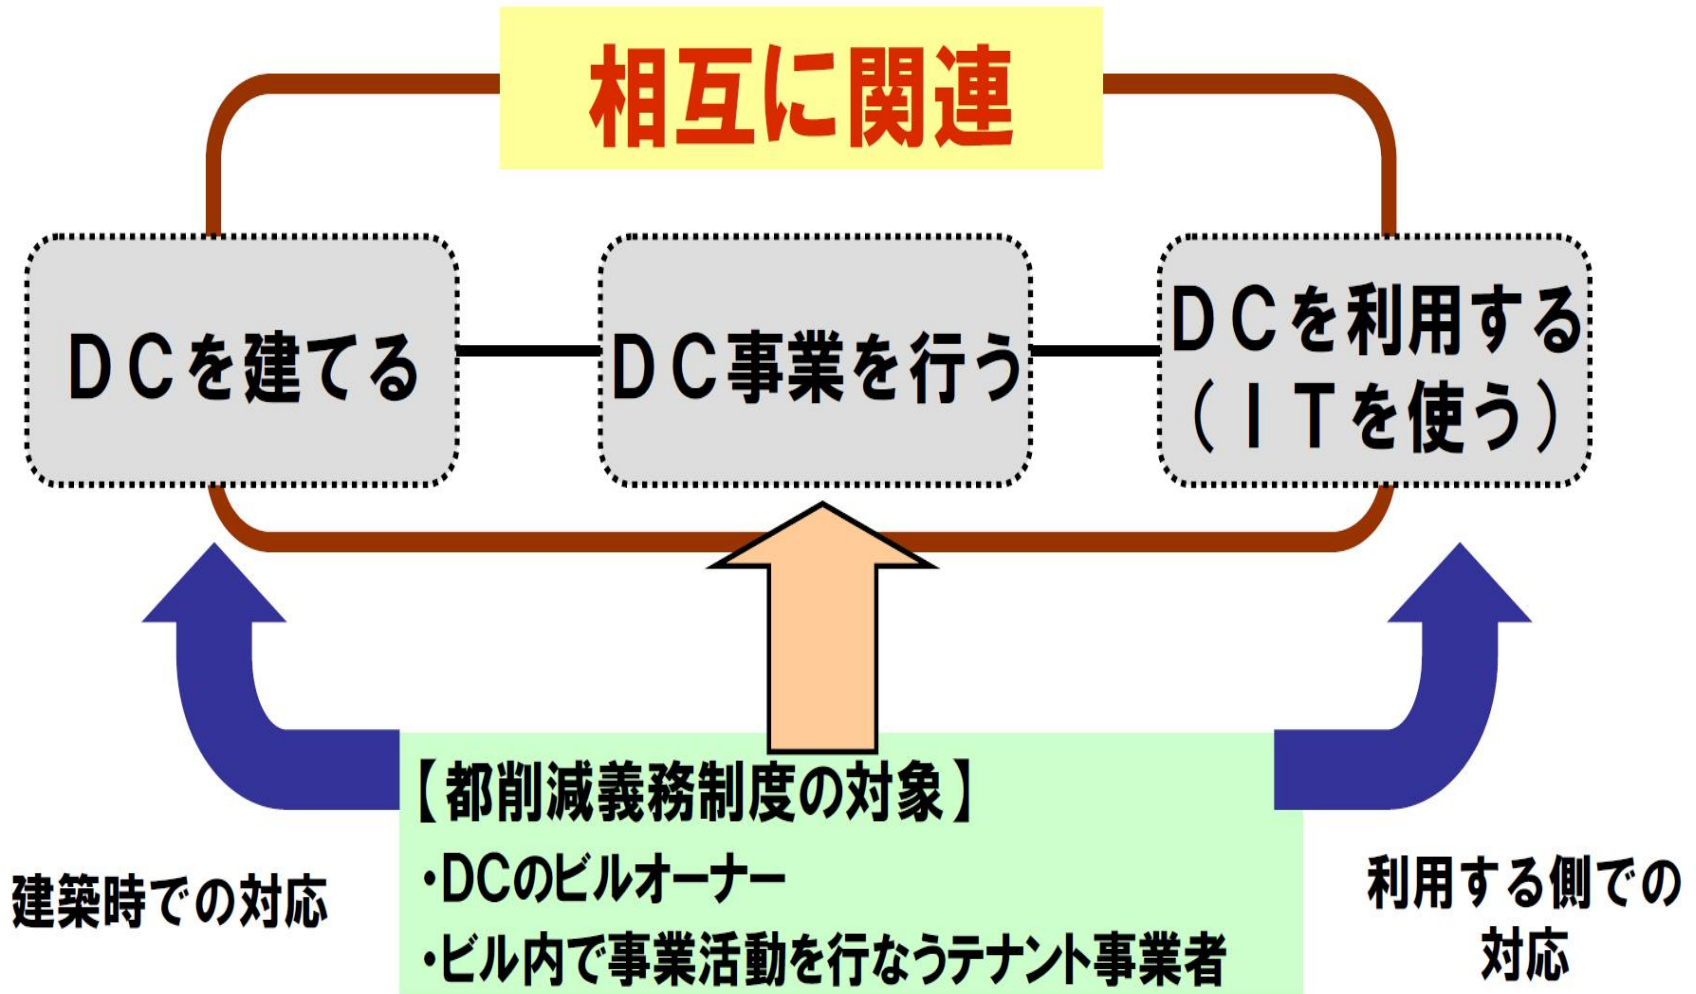 相互に関連
ＤＣを建てる
ＤＣ事業を行う
ＤＣを利用する
（ＩＴを使う）
【都削減義務制度の対象】
・DCのビルオーナー
・ビル内で事業活動を行なうテナント事業者
建築時での対応
利用する側での
対応